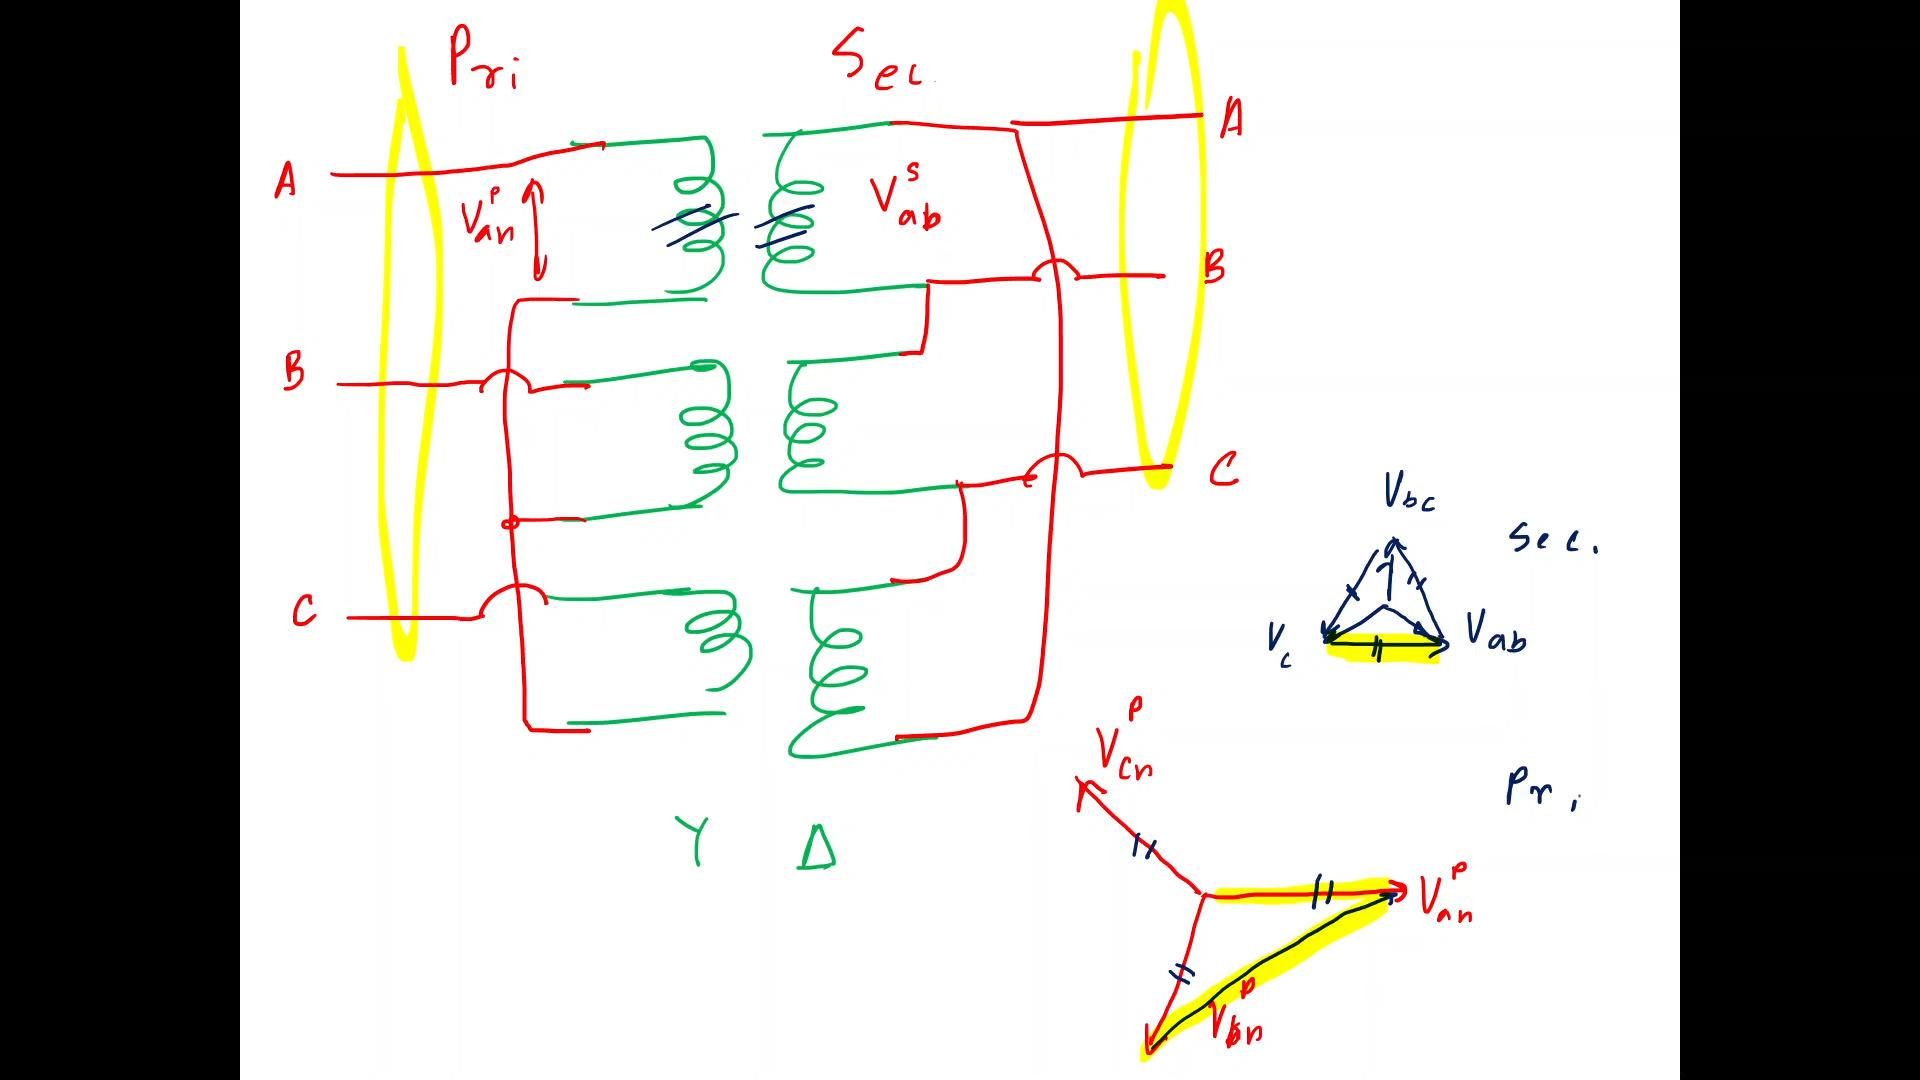 Pri Sec.
A A
V^P_an V^S_ab
B B
C C
V_bc
Sec.
V_c V_ab
V^P_cn
Pri
Y Δ
V^P_an
V^P_bn